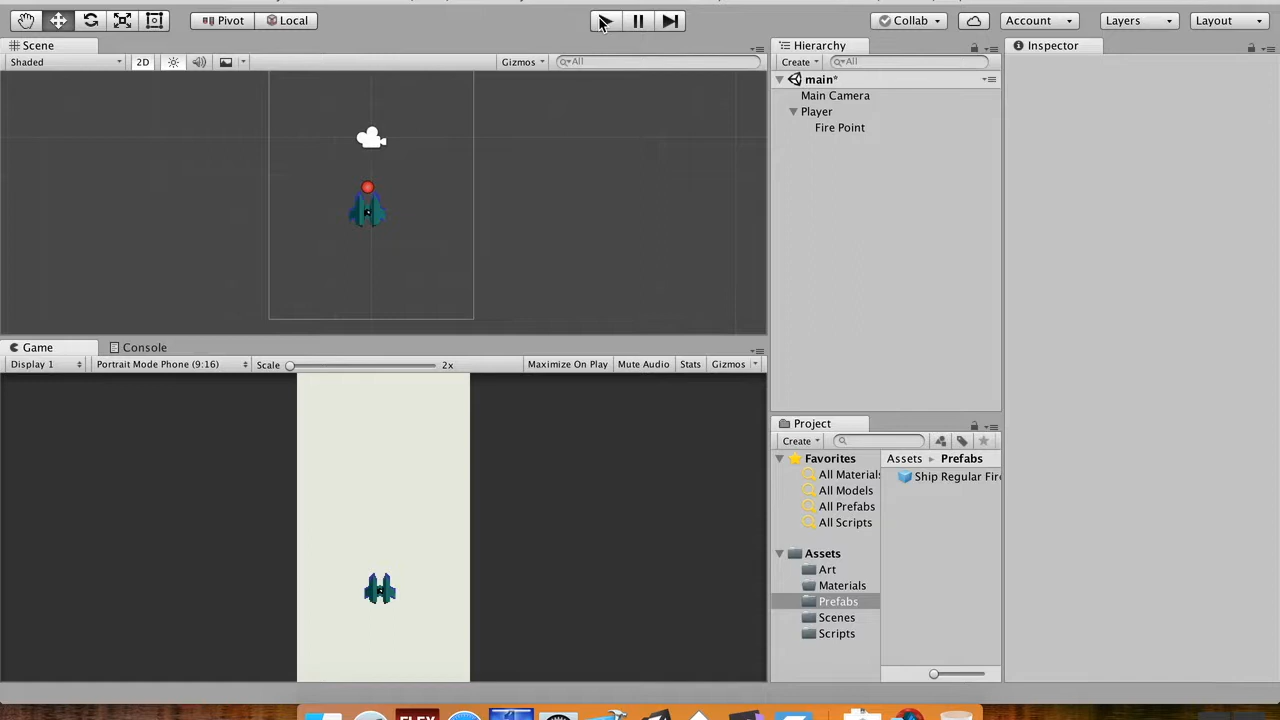 Pivot Local Collab Account Layers Layout
Scene Hierarchy Inspector
Shaded 2D Gizmos All Create All
main*
Main Camera
Player
Fire Point
Game Console
Display 1 Portrait Mode Phone (9:16) Scale 2x Maximize On Play Mute Audio Stats Gizmos
Project
Create
Favorites Assets Prefabs
All Materials Ship Regular Fire
All Models
All Prefabs
All Scripts
Assets
Art
Materials
Prefabs
Scenes
Scripts
FLEX